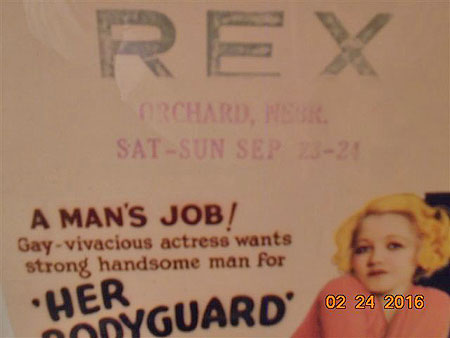 REX
ORCHARD, NEBR.
SAT-SUN SEP 23-24
A MAN'S JOB!
Gay-vivacious actress wants
strong handsome man for
'HER
BODYGUARD'
02 24 2016